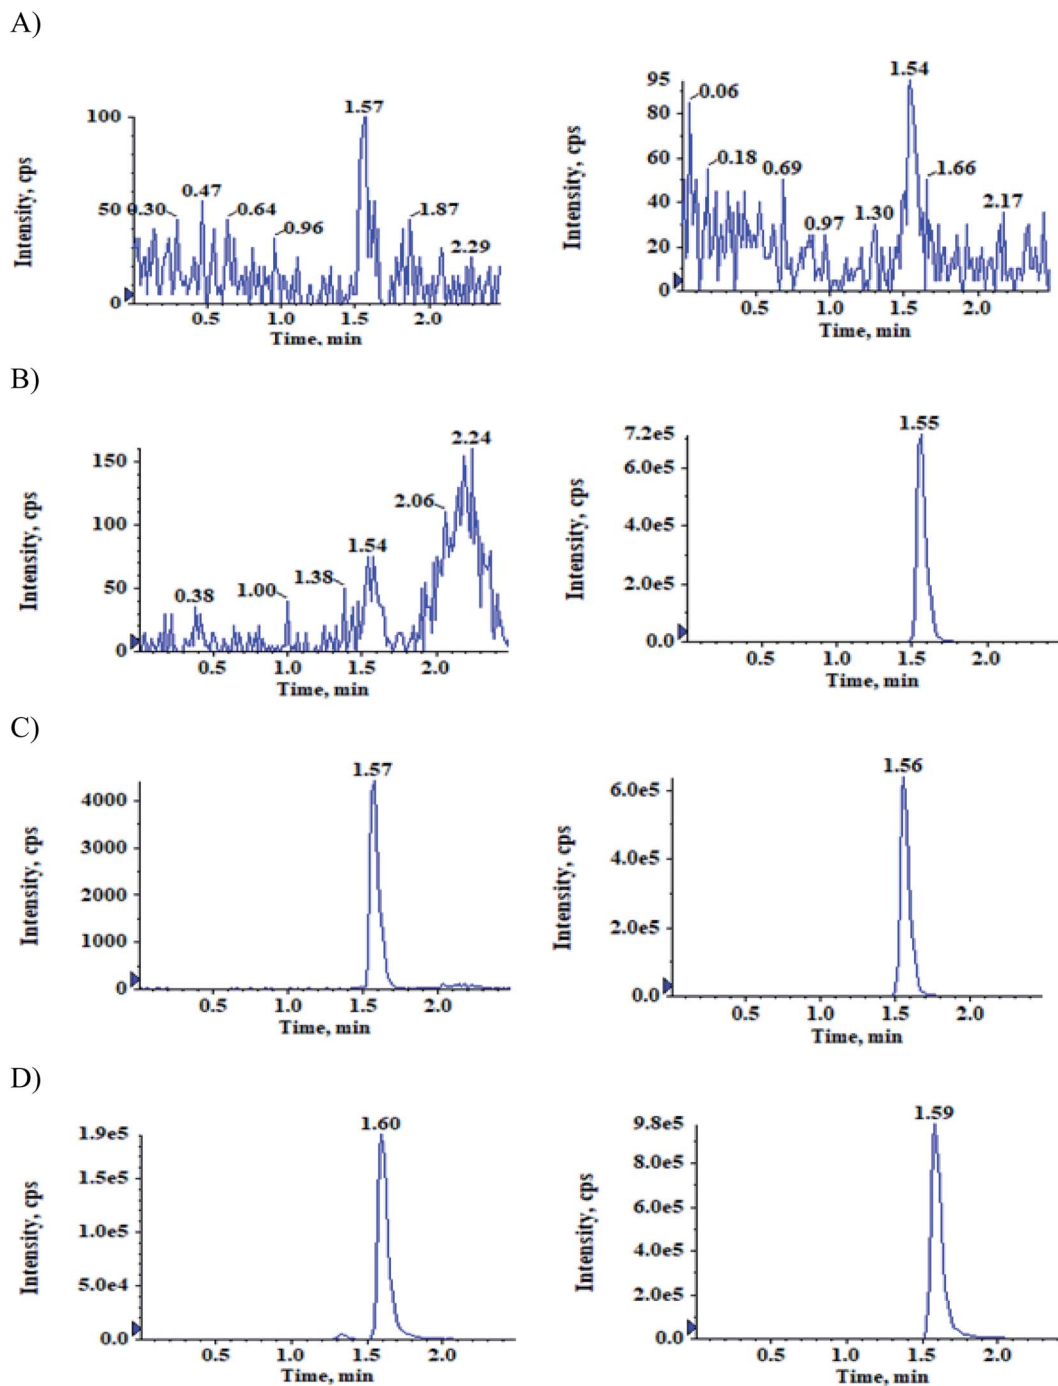 A)
1.57
100
0.47
0.30
0.64
1.87
50
0.96
2.29
0
0.5 1.0 1.5 2.0
Time, min
Intensity, cps
1.54
95
0.06
80
0.18 0.69
1.66
60
2.17
40
0.97 1.30
20
0
0.5 1.0 1.5 2.0
Time, min
Intensity, cps
B)
2.24
150
2.06
100
1.54
1.38
1.00
50
0.38
0
0.5 1.0 1.5 2.0
Time, min
Intensity, cps
1.55
7.2e5
6.0e5
4.0e5
2.0e5
0.0
0.5 1.0 1.5 2.0
Time, min
Intensity, cps
C)
1.57
4000
3000
2000
1000
0
0.5 1.0 1.5 2.0
Time, min
Intensity, cps
1.56
6.0e5
4.0e5
2.0e5
0.0
0.5 1.0 1.5 2.0
Time, min
Intensity, cps
D)
1.60
1.9e5
1.5e5
1.0e5
5.0e4
0.0
0.5 1.0 1.5 2.0
Time, min
Intensity, cps
1.59
9.8e5
8.0e5
6.0e5
4.0e5
2.0e5
0.0
0.5 1.0 1.5 2.0
Time, min
Intensity, cps